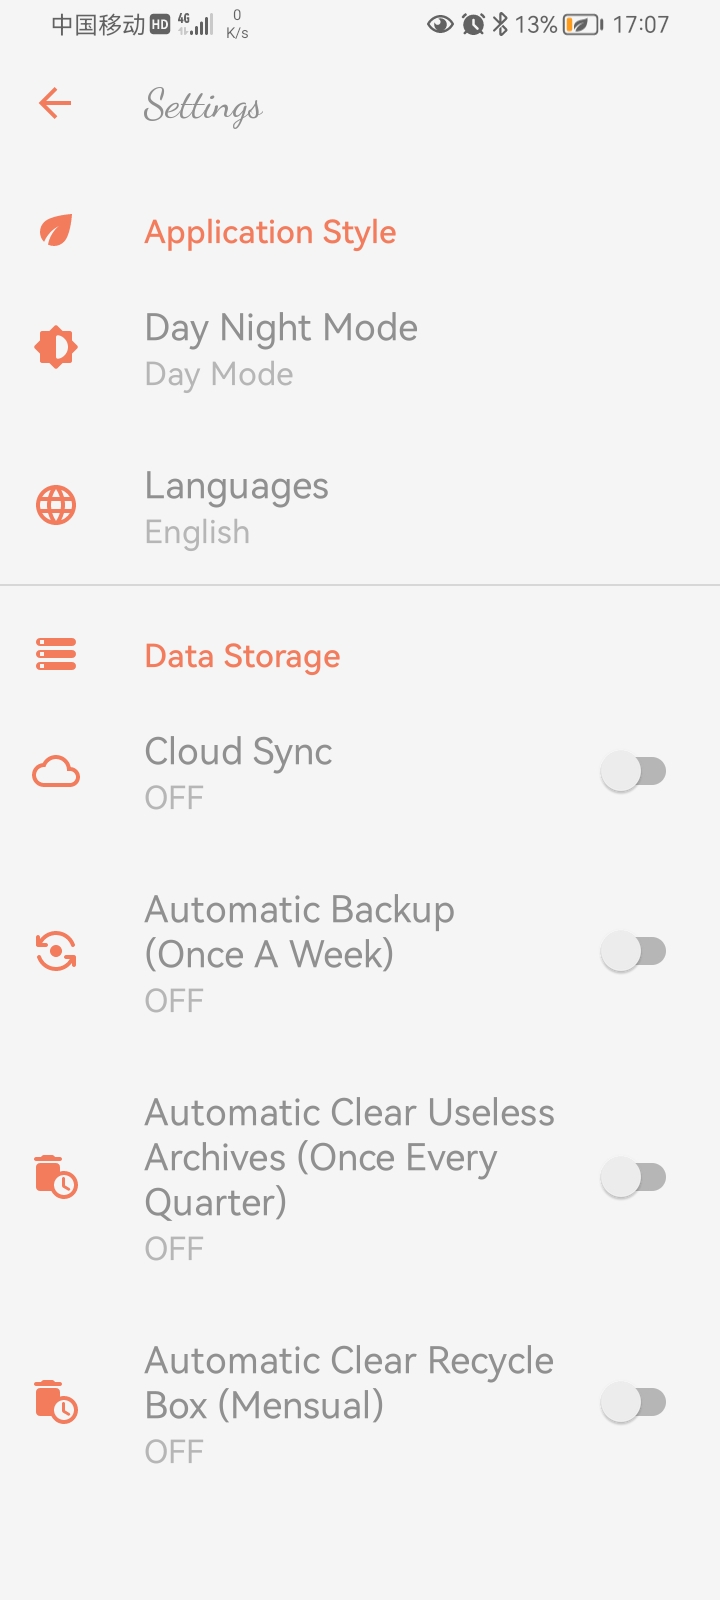 中国移动 HD 4G 0 K/s 13% 17:07
Settings
Application Style
Day Night Mode
Day Mode
Languages
English
Data Storage
Cloud Sync
OFF
Automatic Backup
(Once A Week)
OFF
Automatic Clear Useless
Archives (Once Every
Quarter)
OFF
Automatic Clear Recycle
Box (Mensual)
OFF